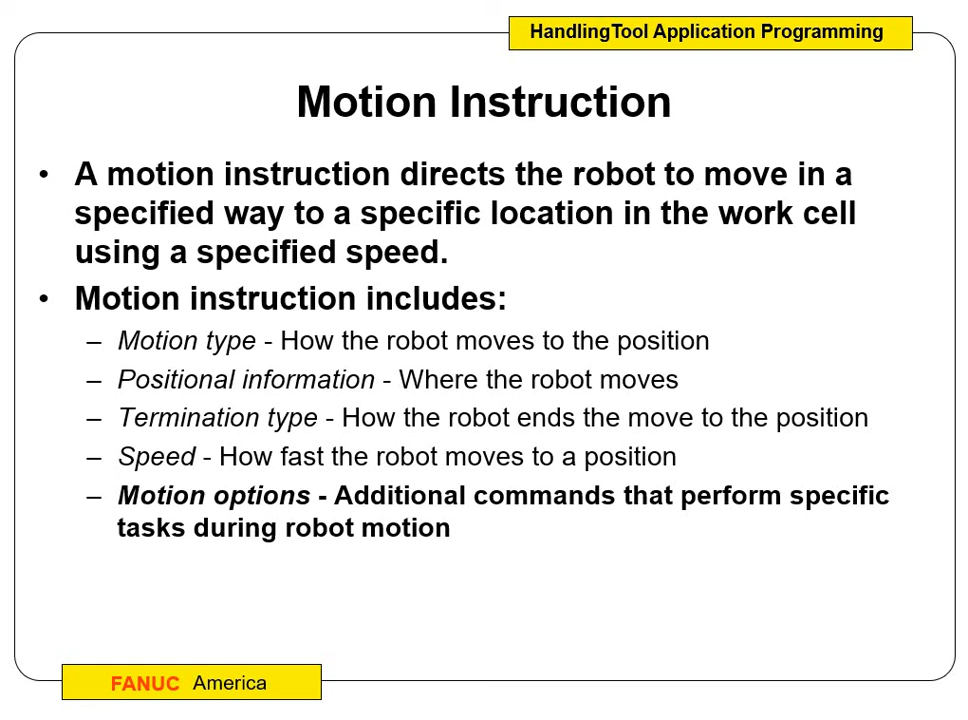 HandlingTool Application Programming
Motion Instruction
• A motion instruction directs the robot to move in a
specified way to a specific location in the work cell
using a specified speed.
• Motion instruction includes:
– Motion type - How the robot moves to the position
– Positional information - Where the robot moves
– Termination type - How the robot ends the move to the position
– Speed - How fast the robot moves to a position
– Motion options - Additional commands that perform specific
tasks during robot motion
FANUC America